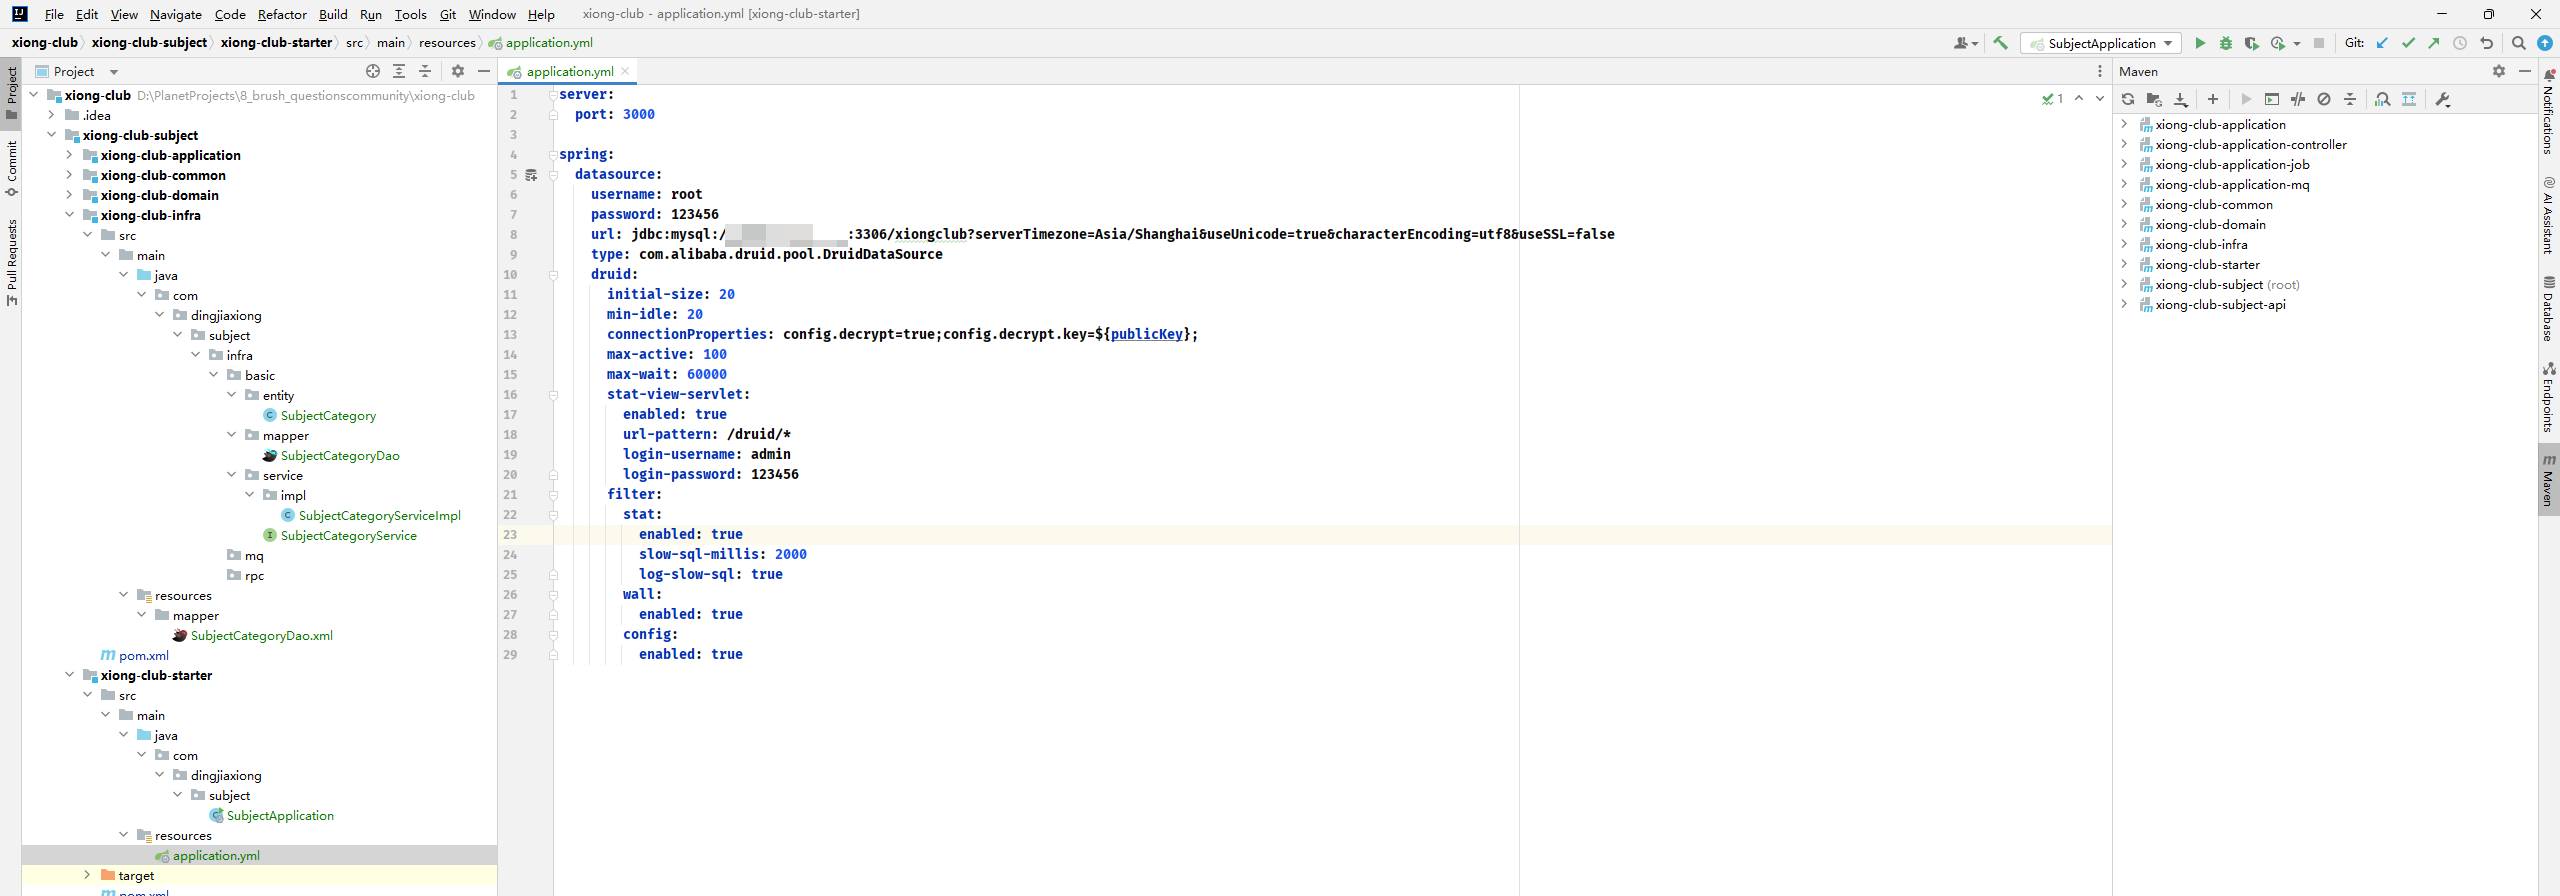 File Edit View Navigate Code Refactor Build Run Tools Git Window Help xiong-club - application.yml [xiong-club-starter]
xiong-club xiong-club-subject xiong-club-starter src main resources application.yml SubjectApplication Git:
Project
Commit
Pull Requests
Project
xiong-club D:\PlanetProjects\8_brush_questionscommunity\xiong-club
.idea
xiong-club-subject
xiong-club-application
xiong-club-common
xiong-club-domain
xiong-club-infra
src
main
java
com
dingjiaxiong
subject
infra
basic
entity
SubjectCategory
mapper
SubjectCategoryDao
service
impl
SubjectCategoryServiceImpl
SubjectCategoryService
mq
rpc
resources
mapper
SubjectCategoryDao.xml
pom.xml
xiong-club-starter
src
main
java
com
dingjiaxiong
subject
SubjectApplication
resources
application.yml
target
pom.xml
application.yml
1
1 server:
2 port: 3000
3
4 spring:
5 datasource:
6 username: root
7 password: 123456
8 url: jdbc:mysql:/ :3306/xiongclub?serverTimezone=Asia/Shanghai&useUnicode=true&characterEncoding=utf8&useSSL=false
9 type: com.alibaba.druid.pool.DruidDataSource
10 druid:
11 initial-size: 20
12 min-idle: 20
13 connectionProperties: config.decrypt=true;config.decrypt.key=${publicKey};
14 max-active: 100
15 max-wait: 60000
16 stat-view-servlet:
17 enabled: true
18 url-pattern: /druid/*
19 login-username: admin
20 login-password: 123456
21 filter:
22 stat:
23 enabled: true
24 slow-sql-millis: 2000
25 log-slow-sql: true
26 wall:
27 enabled: true
28 config:
29 enabled: true
Maven
xiong-club-application
xiong-club-application-controller
xiong-club-application-job
xiong-club-application-mq
xiong-club-common
xiong-club-domain
xiong-club-infra
xiong-club-starter
xiong-club-subject (root)
xiong-club-subject-api
Notifications
AI Assistant
Database
Endpoints
Maven